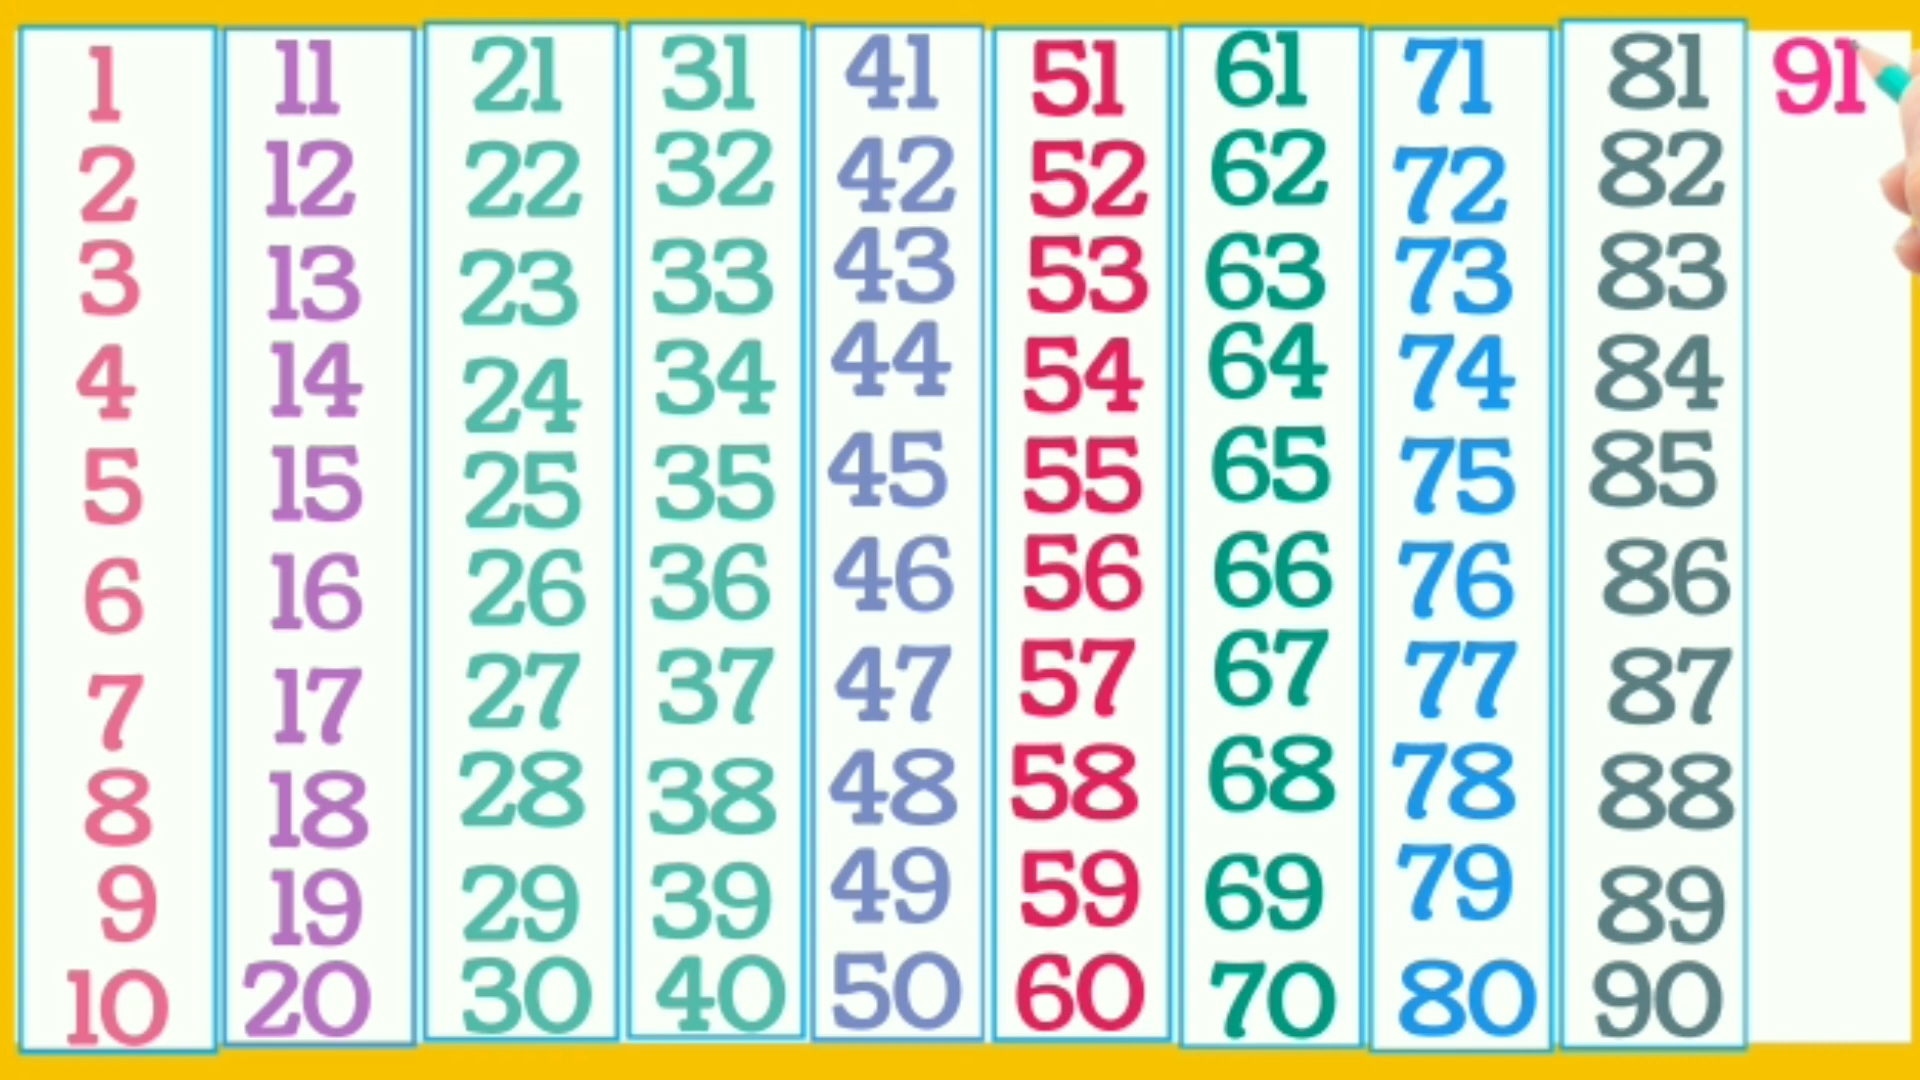 1 11 21 31 41 51 61 71 81 91
2 12 22 32 42 52 62 72 82
3 13 23 33 43 53 63 73 83
4 14 24 34 44 54 64 74 84
5 15 25 35 45 55 65 75 85
6 16 26 36 46 56 66 76 86
7 17 27 37 47 57 67 77 87
8 18 28 38 48 58 68 78 88
9 19 29 39 49 59 69 79 89
10 20 30 40 50 60 70 80 90